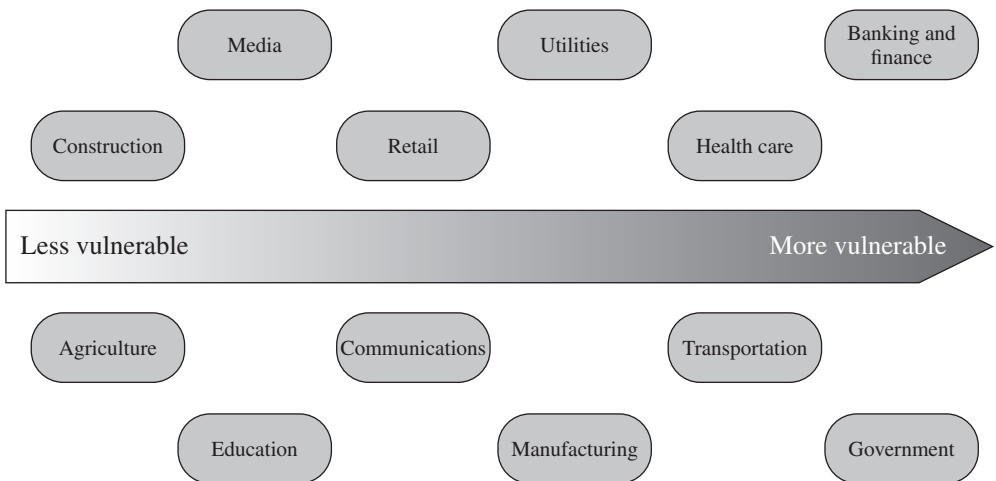 Media
Utilities
Banking and
finance
Construction
Retail
Health care
Less vulnerable
More vulnerable
Agriculture
Communications
Transportation
Education
Manufacturing
Government